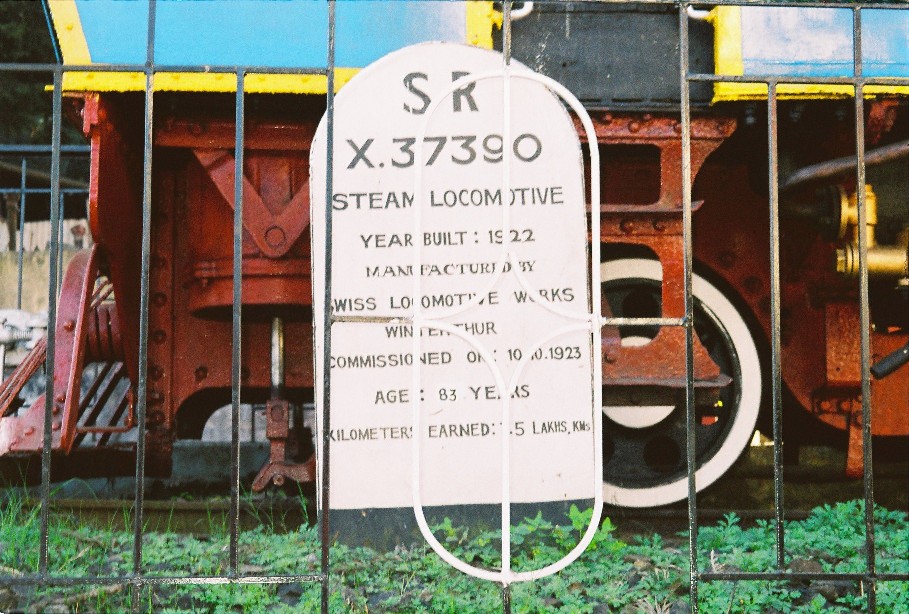 S R
X.37390
STEAM LOCOMOTIVE
YEAR BUILT : 1922
MANUFACTURED BY
SWISS LOCOMOTIVE WORKS
WINTERTHUR
COMMISSIONED ON : 10.10.1923
AGE : 83 YEARS
KILOMETERS EARNED: .5 LAKHS, KMs